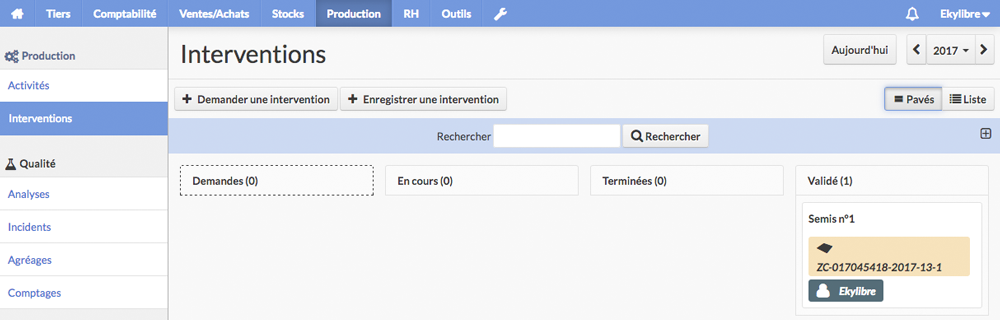 Tiers Comptabilité Ventes/Achats Stocks Production RH Outils Ekylibre
Production
Activités
Interventions
Qualité
Analyses
Incidents
Agréages
Comptages
Interventions
Aujourd'hui 2017
Demander une intervention Enregistrer une intervention Pavés Liste
Rechercher Rechercher
Demandes (0) En cours (0) Terminées (0) Validé (1)
Semis n°1
ZC-017045418-2017-13-1
Ekylibre